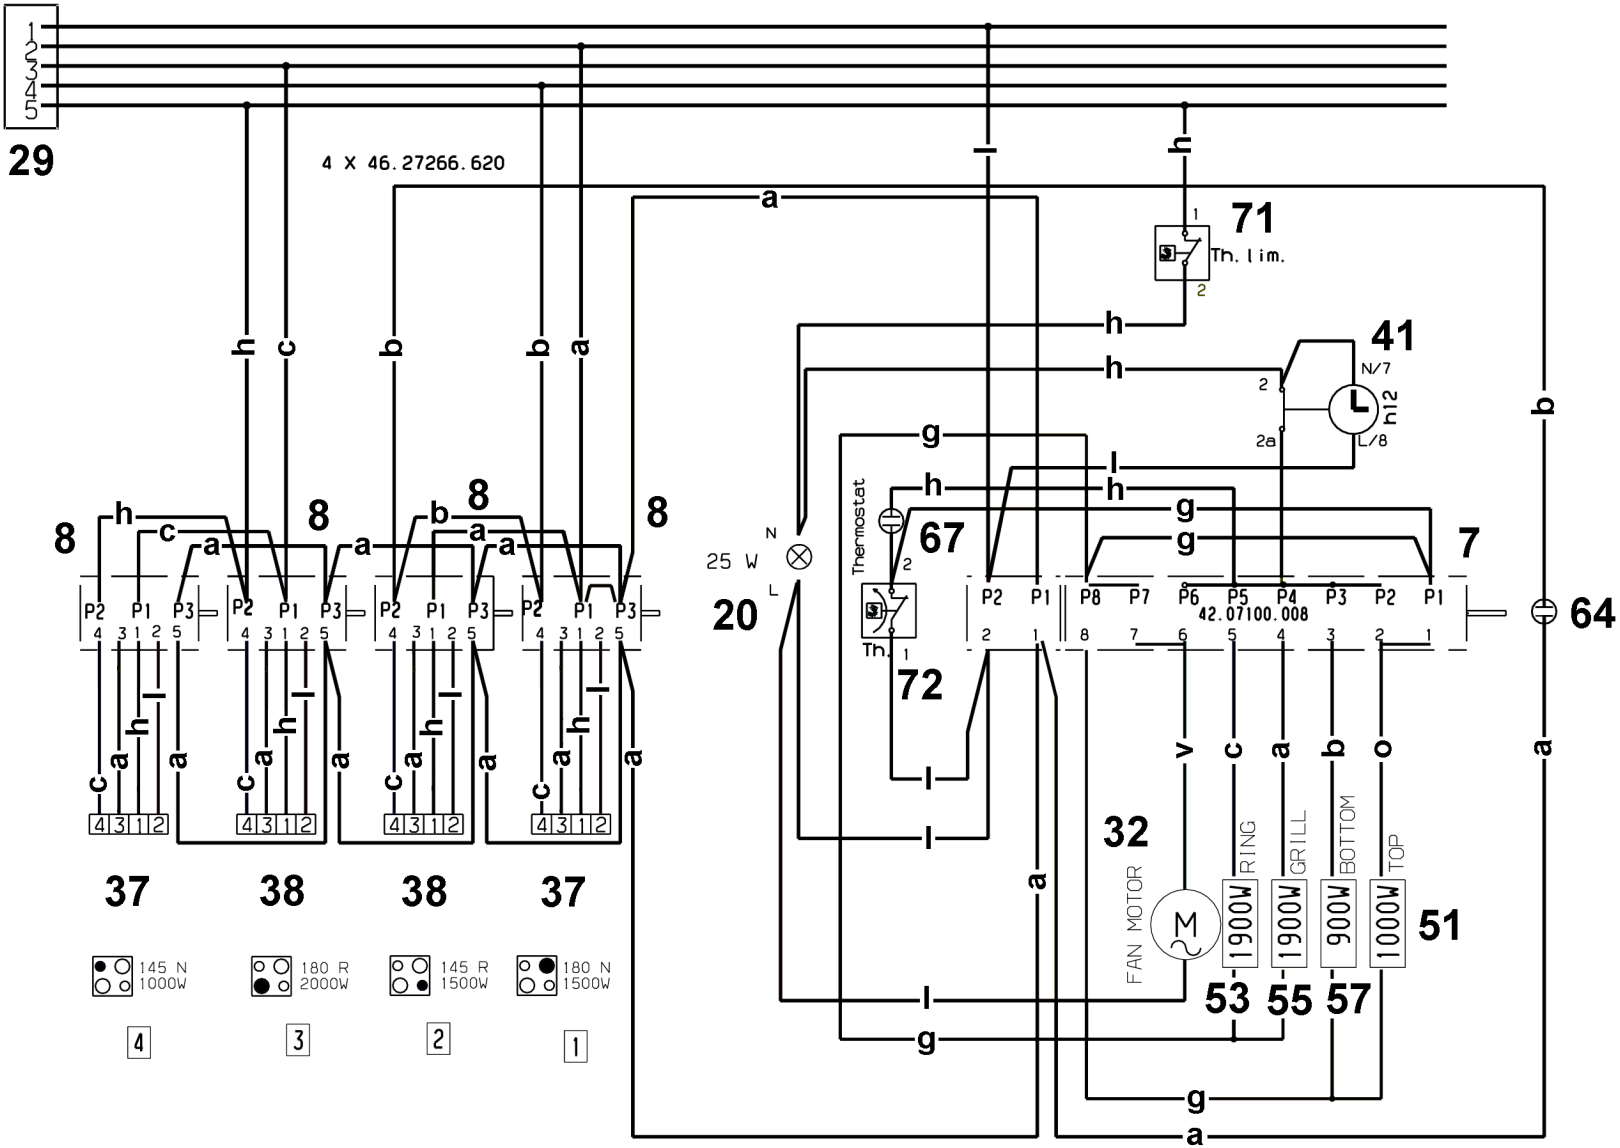 1
2
3
4
5
29
4 X 46.27266.620
a
l
h
1
71
Th. lim.
2
h
h
41
N/7
2
h12
2a
L/8
h c b b a
b
g
l
h h
g
g
Thermostat
67
2
7
8 h c a 8 a 8 b a a 8
N
25 W
L
20
Th. 1
72
64
P2 P1 P3 P2 P1 P3 P2 P1 P3 P2 P1 P3
4 3 1 2 5 4 3 1 2 5 4 3 1 2 5 4 3 1 2 5
P2 P1 P8 P7 P6 P5 P4 P3 P2 P1
42.07100.008
2 1 8 7 6 5 4 3 2 1
c a h l a c a h l a c a h l a c a h l a
l
l
a
v c a b o
a
4 3 1 2 4 3 1 2 4 3 1 2 4 3 1 2
37 38 38 37
32
FAN MOTOR
M
RING
1900W
GRILL
1900W
BOTTOM
900W
TOP
1000W
51
53 55 57
145 N
1000W
180 R
2000W
145 R
1500W
180 N
1500W
4 3 2 1
l
g
g
a